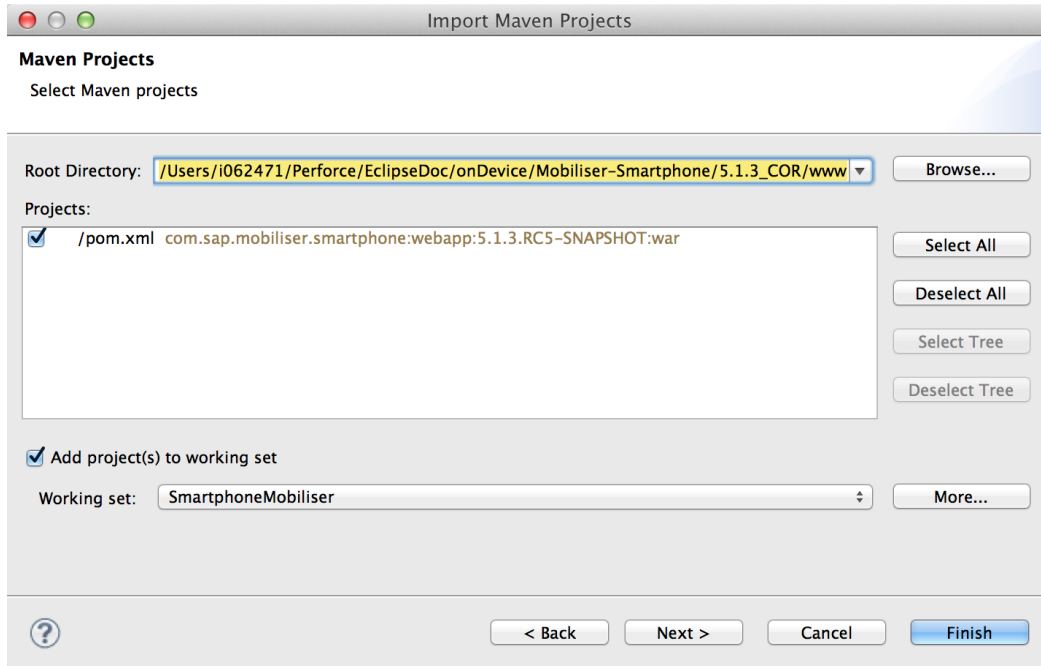 Import Maven Projects
Maven Projects
Select Maven projects
Root Directory: /Users/i062471/Perforce/EclipseDoc/onDevice/Mobiliser-Smartphone/5.1.3_COR/www Browse...
Projects:
/pom.xml com.sap.mobiliser.smartphone:webapp:5.1.3.RC5-SNAPSHOT:war
Select All
Deselect All
Select Tree
Deselect Tree
Add project(s) to working set
Working set: SmartphoneMobiliser More...
? < Back Next > Cancel Finish